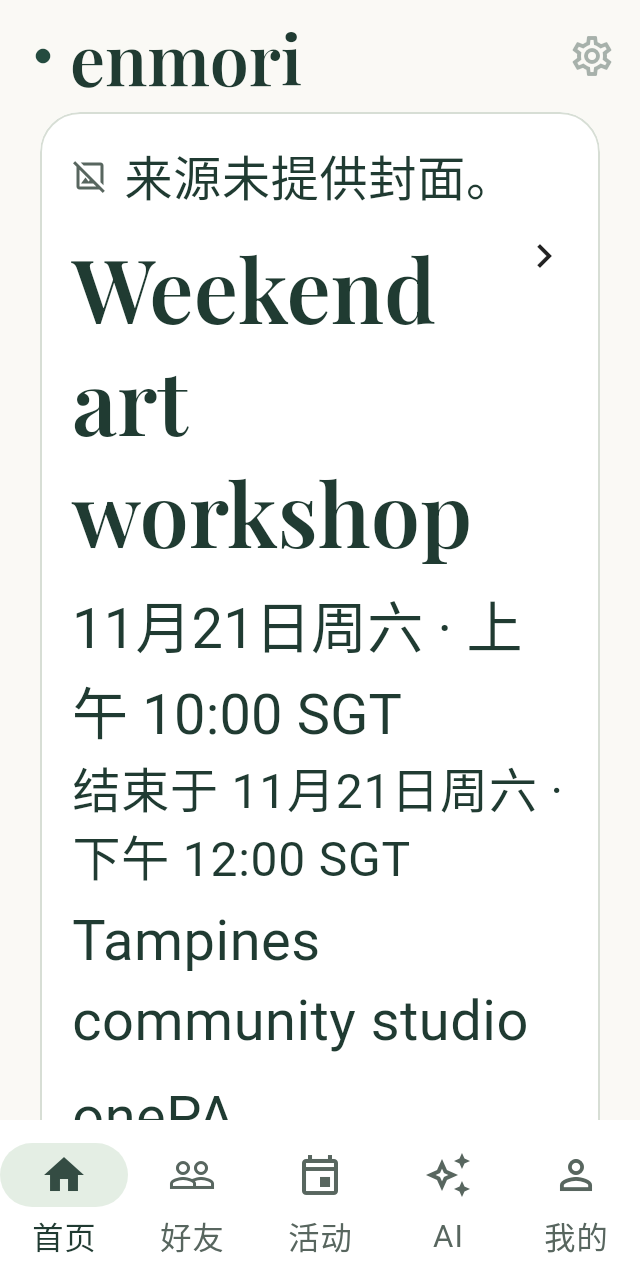 enmori
来源未提供封面。
Weekend
art
workshop
11月21日周六 · 上
午 10:00 SGT
结束于 11月21日周六 ·
下午 12:00 SGT
Tampines
community studio
onePA
首页
好友
活动
AI
我的